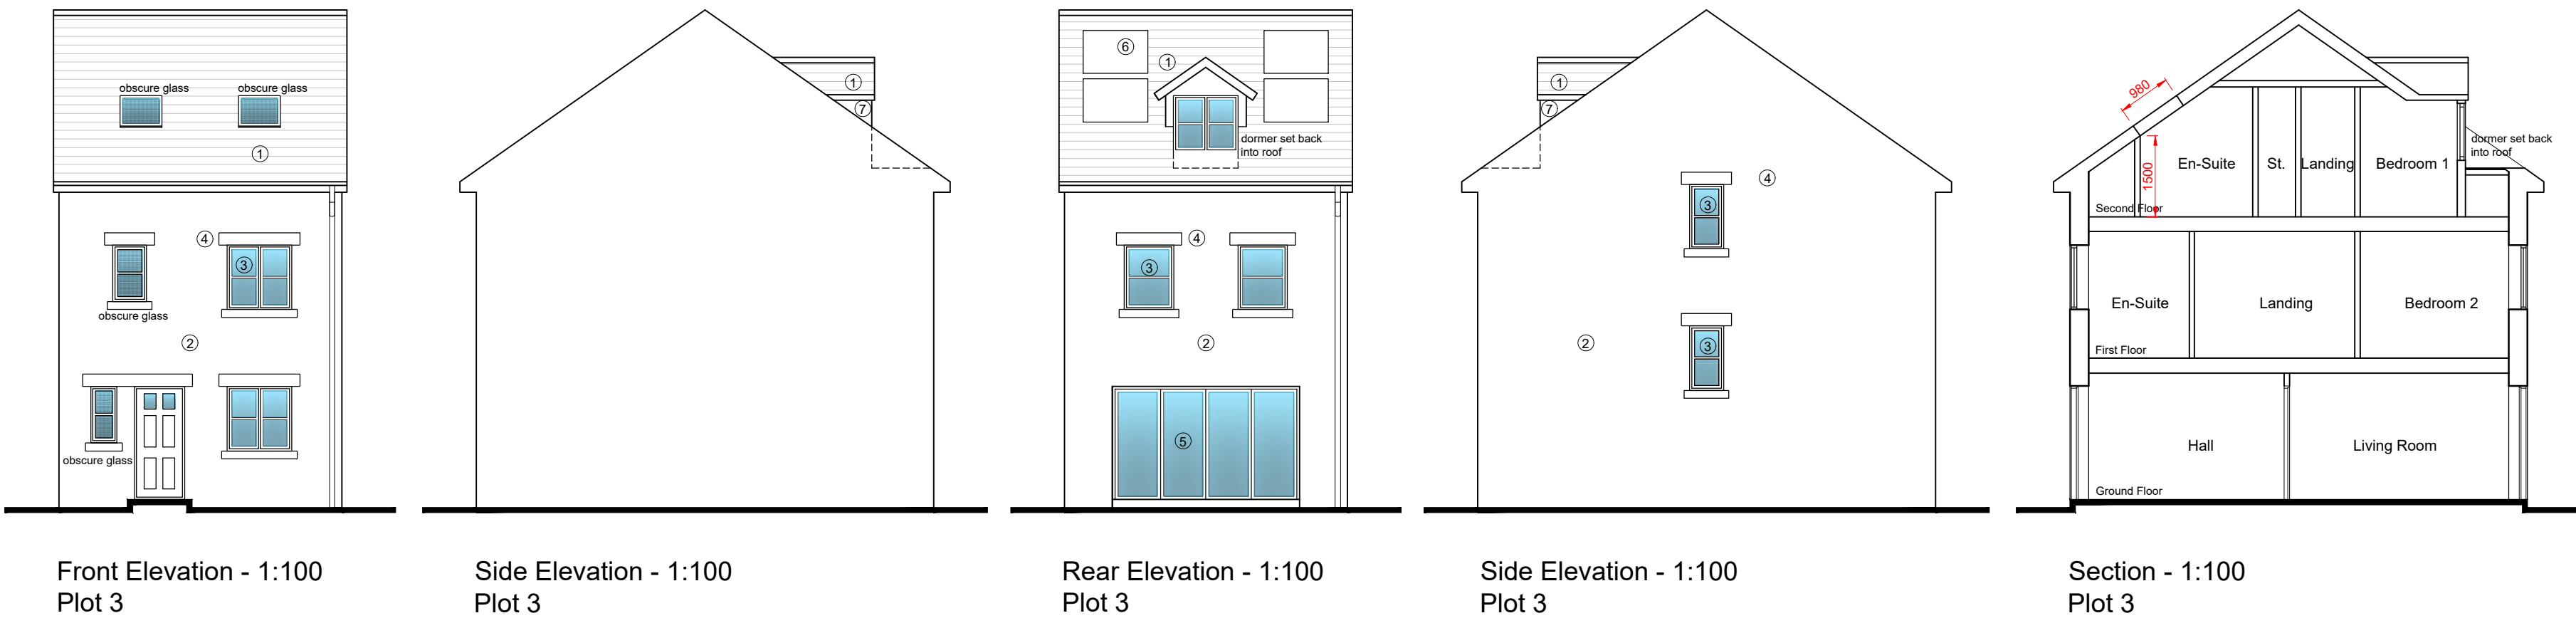 obscure glass
obscure glass
1
4
3
obscure glass
2
obscure glass
Front Elevation - 1:100
Plot 3
1
7
Side Elevation - 1:100
Plot 3
6
1
dormer set back
into roof
4
3
2
5
Rear Elevation - 1:100
Plot 3
1
7
4
3
2
3
Side Elevation - 1:100
Plot 3
980
1500
dormer set back
into roof
En-Suite
St.
Landing
Bedroom 1
Second Floor
En-Suite
Landing
Bedroom 2
First Floor
Hall
Living Room
Ground Floor
Section - 1:100
Plot 3